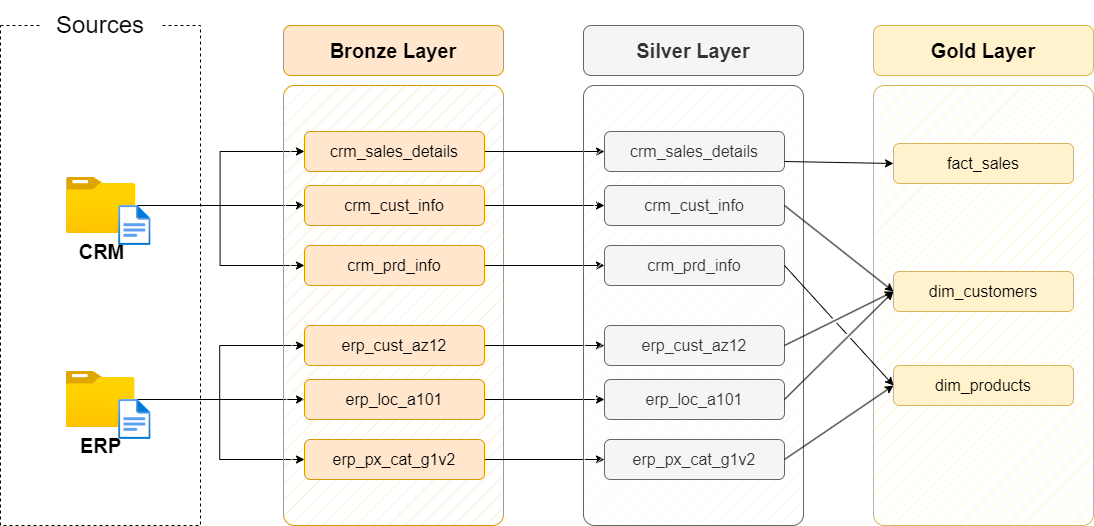 Sources
Bronze Layer
Silver Layer
Gold Layer
CRM
ERP
crm_sales_details
crm_cust_info
crm_prd_info
erp_cust_az12
erp_loc_a101
erp_px_cat_g1v2
crm_sales_details
crm_cust_info
crm_prd_info
erp_cust_az12
erp_loc_a101
erp_px_cat_g1v2
fact_sales
dim_customers
dim_products